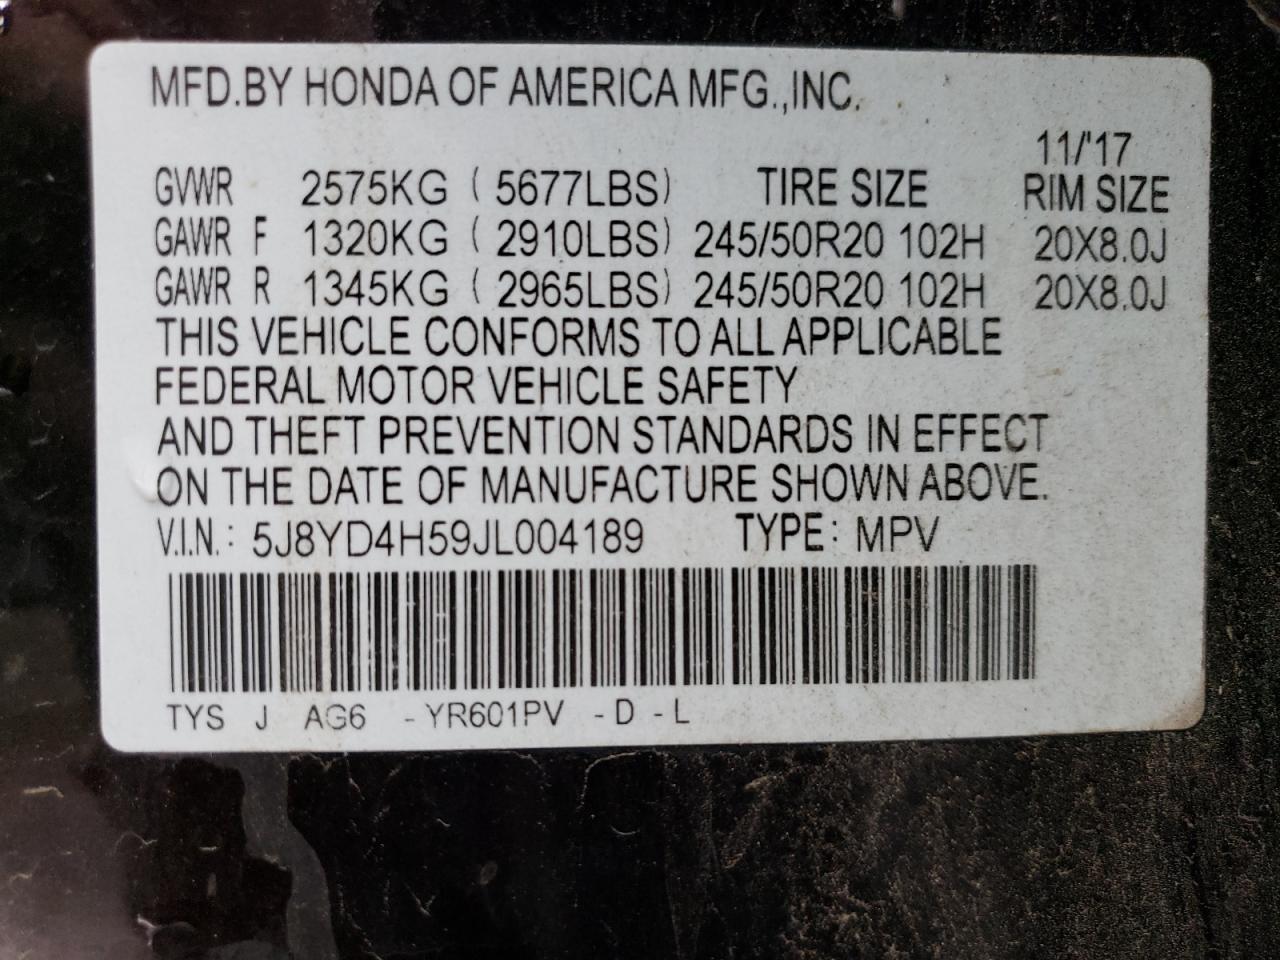 MFD.BY HONDA OF AMERICA MFG.,INC.
11/'17
GVWR 2575KG ( 5677LBS) TIRE SIZE RIM SIZE
GAWR F 1320KG ( 2910LBS) 245/50R20 102H 20X8.0J
GAWR R 1345KG ( 2965LBS) 245/50R20 102H 20X8.0J
THIS VEHICLE CONFORMS TO ALL APPLICABLE
FEDERAL MOTOR VEHICLE SAFETY
AND THEFT PREVENTION STANDARDS IN EFFECT
ON THE DATE OF MANUFACTURE SHOWN ABOVE.
V.I.N.: 5J8YD4H59JL004189 TYPE: MPV
TYS J AG6 -YR601PV -D -L